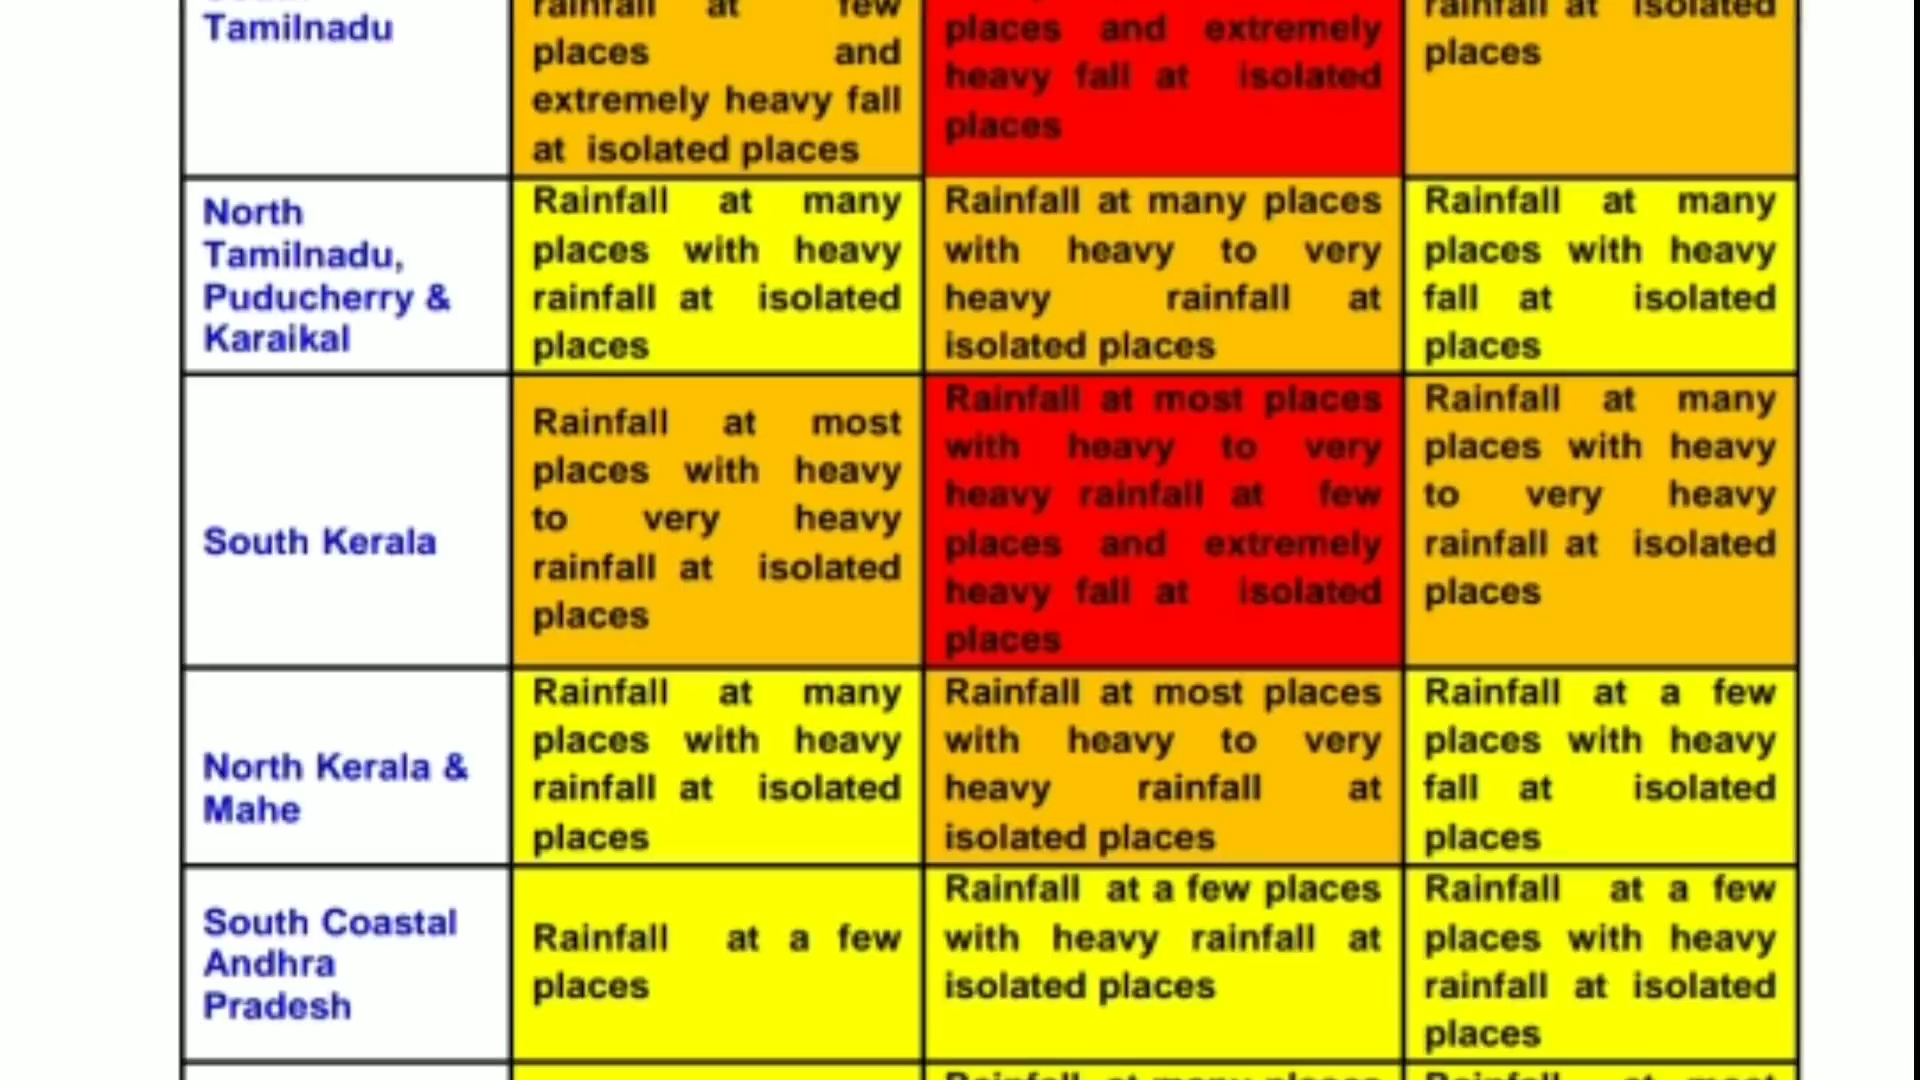 Tamilnadu
rainfall at few
places and
extremely heavy fall
at isolated places
places and extremely
heavy fall at isolated
places
rainfall at isolated
places
North
Tamilnadu,
Puducherry &
Karaikal
Rainfall at many
places with heavy
rainfall at isolated
places
Rainfall at many places
with heavy to very
heavy rainfall at
isolated places
Rainfall at many
places with heavy
fall at isolated
places
South Kerala
Rainfall at most
places with heavy
to very heavy
rainfall at isolated
places
Rainfall at most places
with heavy to very
heavy rainfall at few
places and extremely
heavy fall at isolated
places
Rainfall at many
places with heavy
to very heavy
rainfall at isolated
places
North Kerala &
Mahe
Rainfall at many
places with heavy
rainfall at isolated
places
Rainfall at most places
with heavy to very
heavy rainfall at
isolated places
Rainfall at a few
places with heavy
fall at isolated
places
South Coastal
Andhra
Pradesh
Rainfall at a few
places
Rainfall at a few places
with heavy rainfall at
isolated places
Rainfall at a few
places with heavy
rainfall at isolated
places